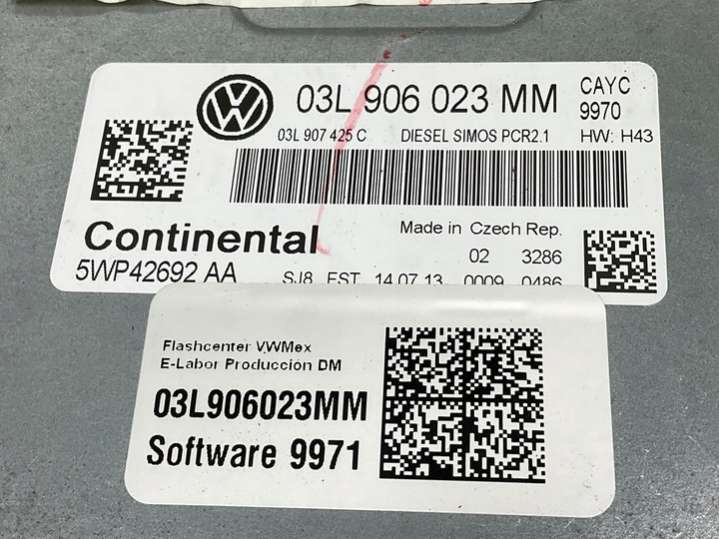 03L 906 023 MM CAYC
9970
03L 907 425 C DIESEL SIMOS PCR2.1 HW: H43
Continental Made in Czech Rep.
02 3286
5WP42692 AA SJ8 EST 14.07.13 0009 0486
Flashcenter VWMex
E-Labor Producción DM
03L906023MM
Software 9971